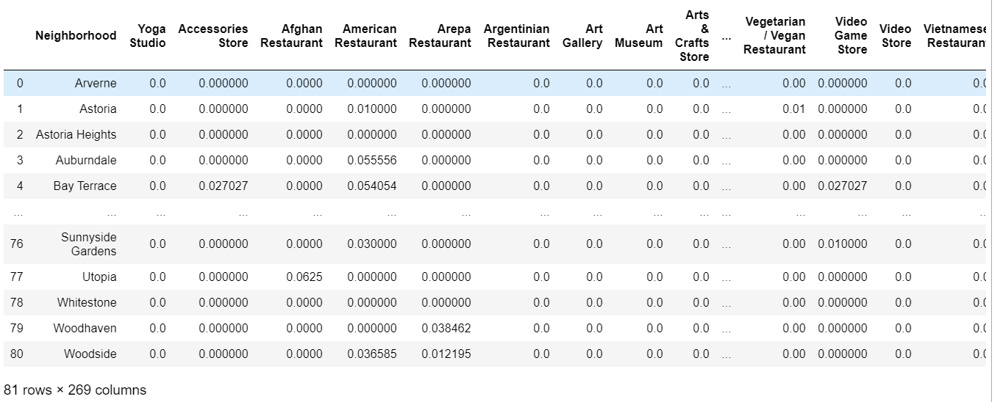 Neighborhood Yoga Studio Accessories Store Afghan Restaurant American Restaurant Arepa Restaurant Argentinian Restaurant Art Gallery Art Museum Arts & Crafts Store ... Vegetarian / Vegan Restaurant Video Game Store Video Store Vietnamese Restaurant
0 Arverne 0.0 0.000000 0.0000 0.000000 0.000000 0.0 0.0 0.0 0.0 ... 0.00 0.000000 0.0 0.0
1 Astoria 0.0 0.000000 0.0000 0.010000 0.000000 0.0 0.0 0.0 0.0 ... 0.01 0.000000 0.0 0.0
2 Astoria Heights 0.0 0.000000 0.0000 0.000000 0.000000 0.0 0.0 0.0 0.0 ... 0.00 0.000000 0.0 0.0
3 Auburndale 0.0 0.000000 0.0000 0.055556 0.000000 0.0 0.0 0.0 0.0 ... 0.00 0.000000 0.0 0.0
4 Bay Terrace 0.0 0.027027 0.0000 0.054054 0.000000 0.0 0.0 0.0 0.0 ... 0.00 0.027027 0.0 0.0
... ... ... ... ... ... ... ... ... ... ... ... ... ... ... ...
76 Sunnyside Gardens 0.0 0.000000 0.0000 0.030000 0.000000 0.0 0.0 0.0 0.0 ... 0.00 0.010000 0.0 0.0
77 Utopia 0.0 0.000000 0.0625 0.000000 0.000000 0.0 0.0 0.0 0.0 ... 0.00 0.000000 0.0 0.0
78 Whitestone 0.0 0.000000 0.0000 0.000000 0.000000 0.0 0.0 0.0 0.0 ... 0.00 0.000000 0.0 0.0
79 Woodhaven 0.0 0.000000 0.0000 0.000000 0.038462 0.0 0.0 0.0 0.0 ... 0.00 0.000000 0.0 0.0
80 Woodside 0.0 0.000000 0.0000 0.036585 0.012195 0.0 0.0 0.0 0.0 ... 0.00 0.000000 0.0 0.0
81 rows × 269 columns